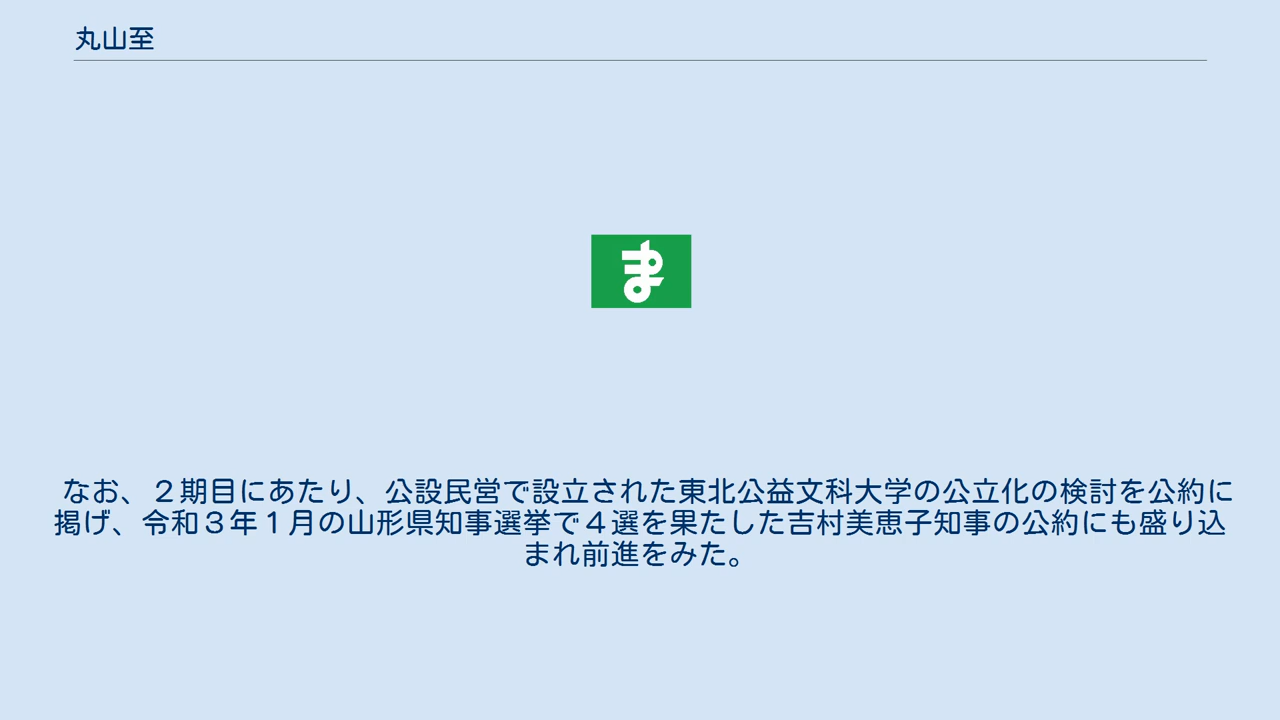 丸山至
ま
なお、２期目にあたり、公設民営で設立された東北公益文科大学の公立化の検討を公約に
掲げ、令和３年１月の山形県知事選挙で４選を果たした吉村美恵子知事の公約にも盛り込
まれ前進をみた。